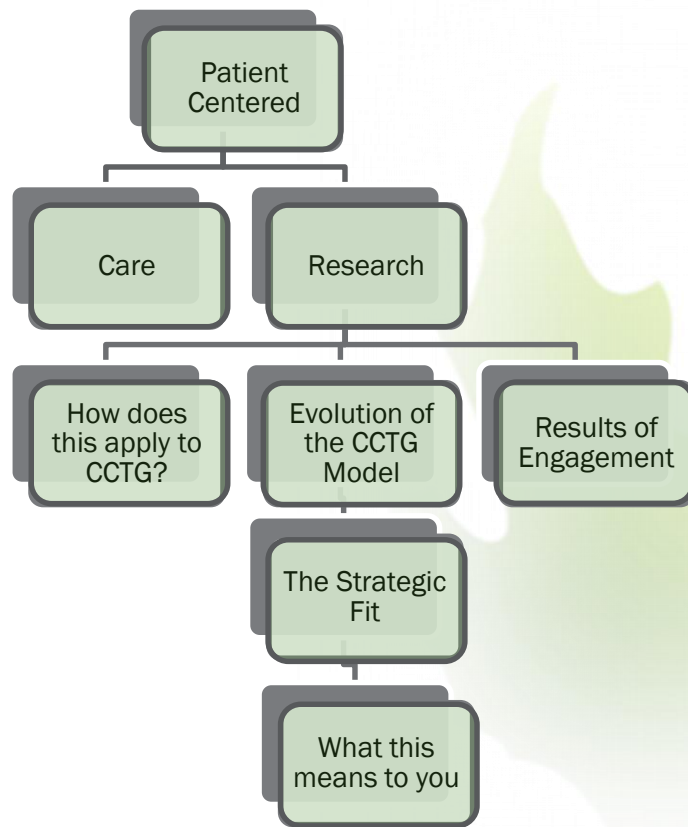 Patient
Centered
Care
Research
How does
this apply to
CCTG?
Evolution of
the CCTG
Model
Results of
Engagement
The Strategic
Fit
What this
means to you